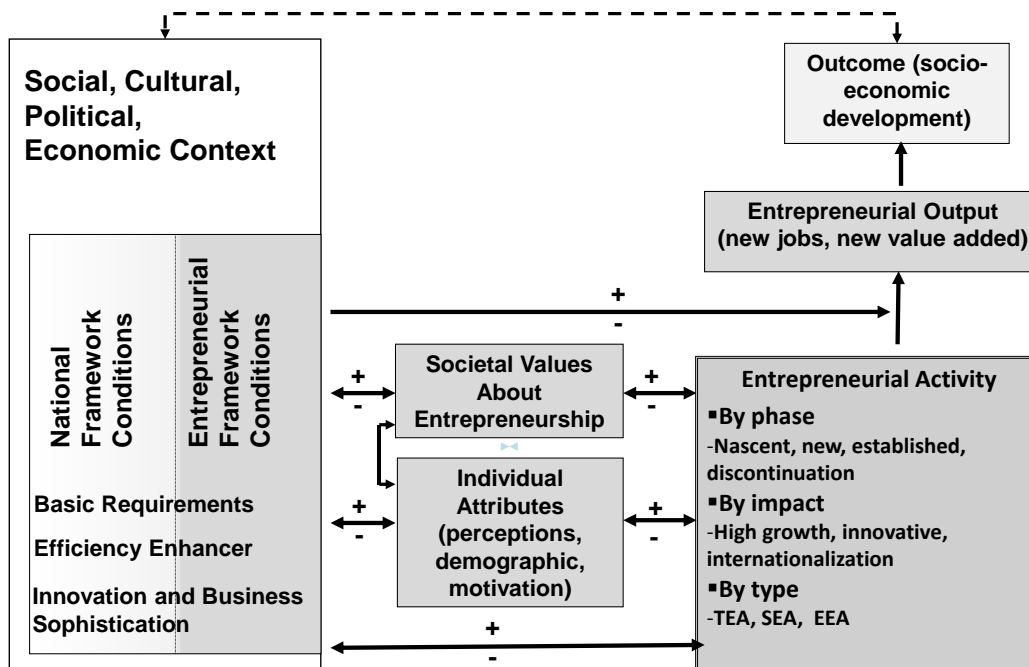 Social, Cultural,
Political,
Economic Context
National
Framework
Conditions
Entrepreneurial
Framework
Conditions
Basic Requirements
Efficiency Enhancer
Innovation and Business
Sophistication
Outcome (socio-
economic
development)
Entrepreneurial Output
(new jobs, new value added)
+
-
+
-
Societal Values
About
Entrepreneurship
+
-
+
-
Individual
Attributes
(perceptions,
demographic,
motivation)
+
-
+
-
Entrepreneurial Activity
▪By phase
-Nascent, new, established,
discontinuation
▪By impact
-High growth, innovative,
internationalization
▪By type
-TEA, SEA, EEA